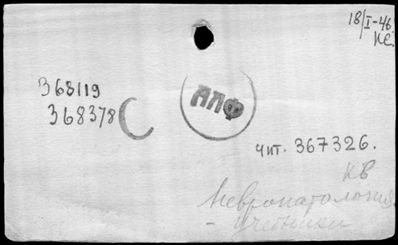 18/I-46
КС.
368119
368378 С
АЛФ
чит. 367326.
КВ
Невропатология
- учебники